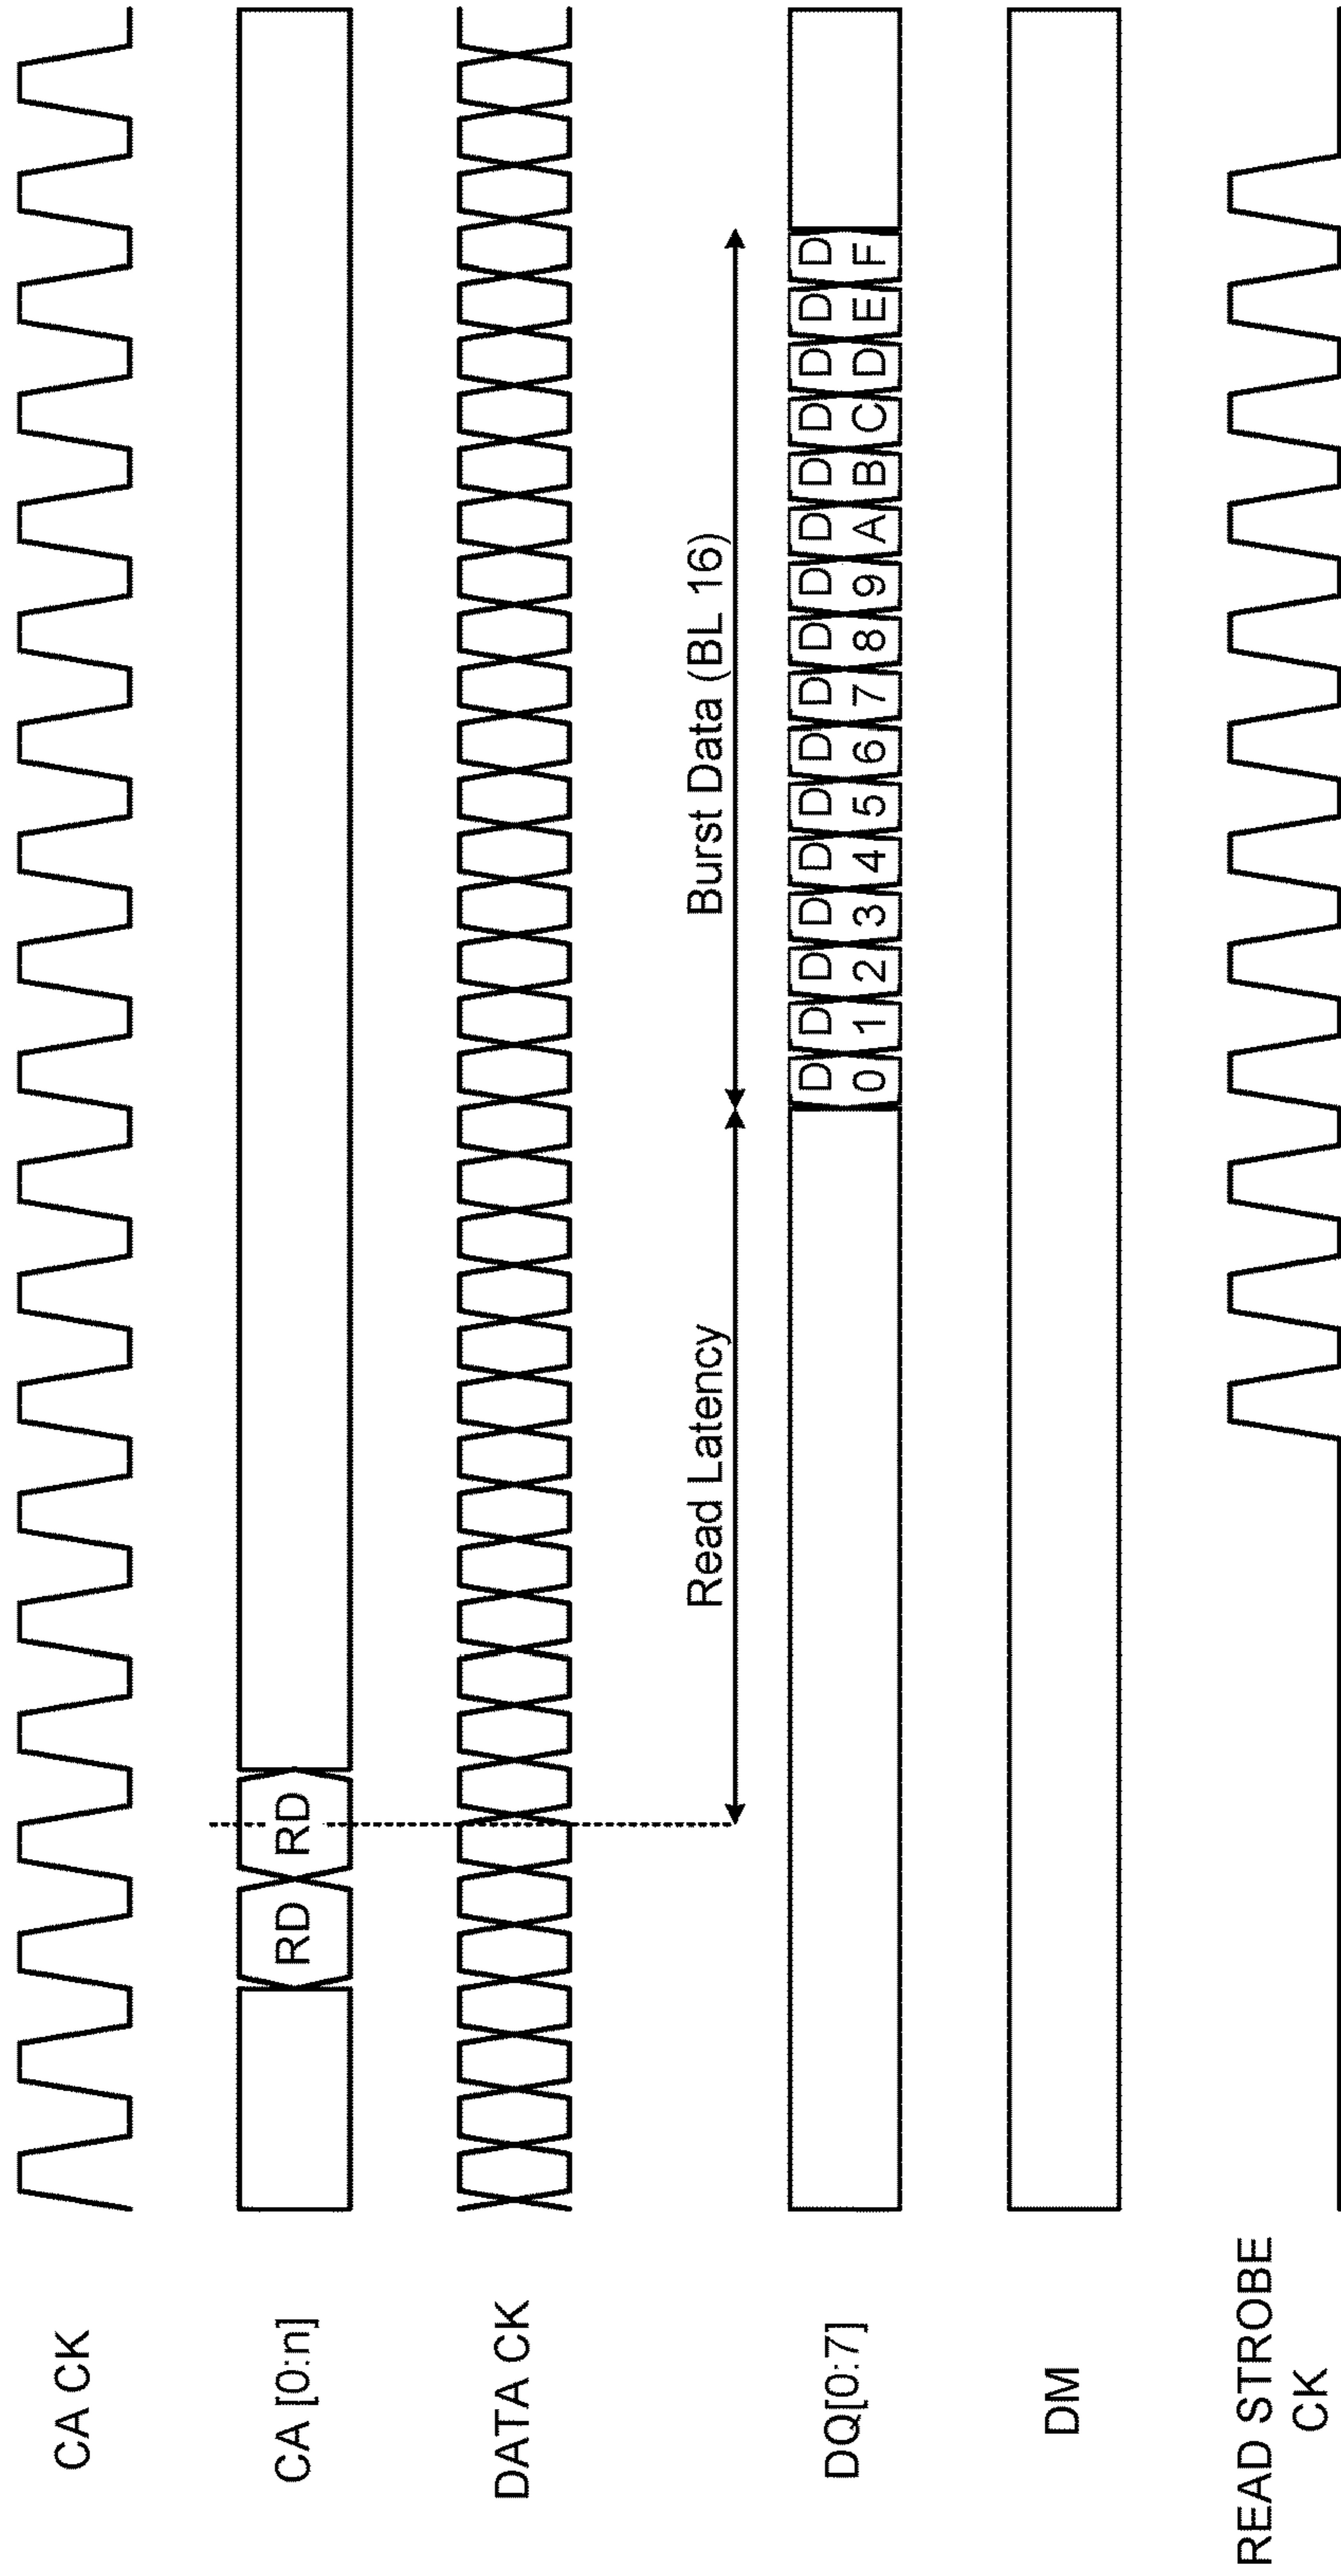 CA CK
CA [0:n]
RD RD
DATA CK
Read Latency
Burst Data (BL 16)
DQ[0:7]
D D D D D D D D D D D D D D D D
0 1 2 3 4 5 6 7 8 9 A B C D E F
DM
READ STROBE
CK